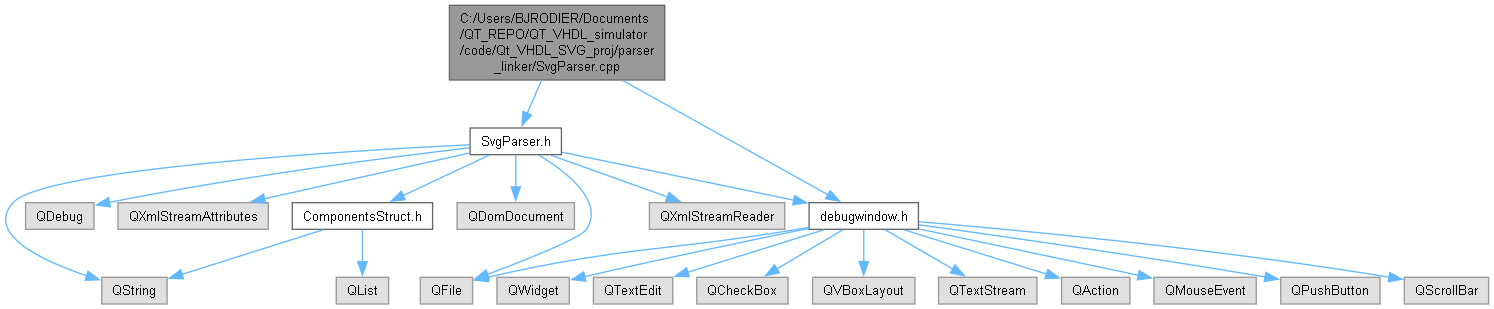 C:/Users/BJRODIER/Documents
/QT_REPO/QT_VHDL_simulator
/code/Qt_VHDL_SVG_proj/parser
_linker/SvgParser.cpp
SvgParser.h
QDebug
QXmlStreamAttributes
ComponentsStruct.h
QDomDocument
QXmlStreamReader
debugwindow.h
QString
QList
QFile
QWidget
QTextEdit
QCheckBox
QVBoxLayout
QTextStream
QAction
QMouseEvent
QPushButton
QScrollBar